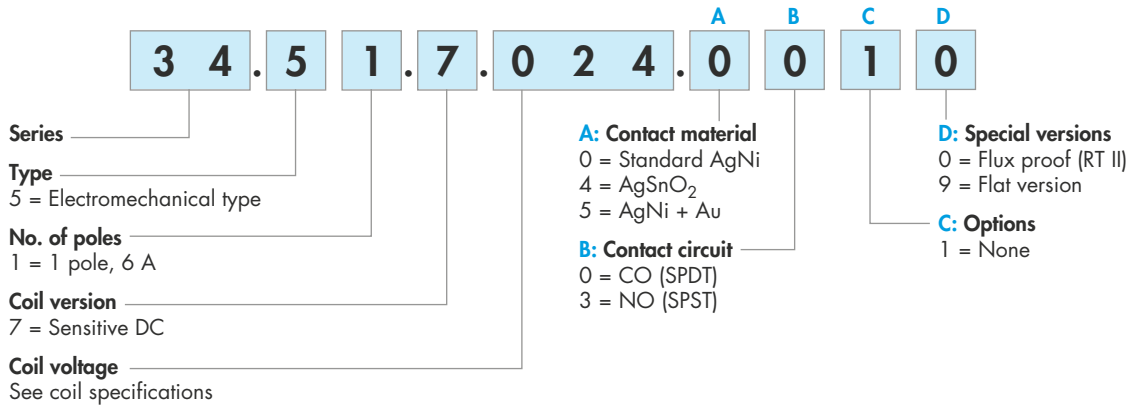 A B C D
3 4 . 5 1 . 7 . 0 2 4 . 0 0 1 0
Series
Type
5 = Electromechanical type
No. of poles
1 = 1 pole, 6 A
Coil version
7 = Sensitive DC
Coil voltage
See coil specifications
A: Contact material
0 = Standard AgNi
4 = AgSnO₂
5 = AgNi + Au
B: Contact circuit
0 = CO (SPDT)
3 = NO (SPST)
D: Special versions
0 = Flux proof (RT II)
9 = Flat version
C: Options
1 = None